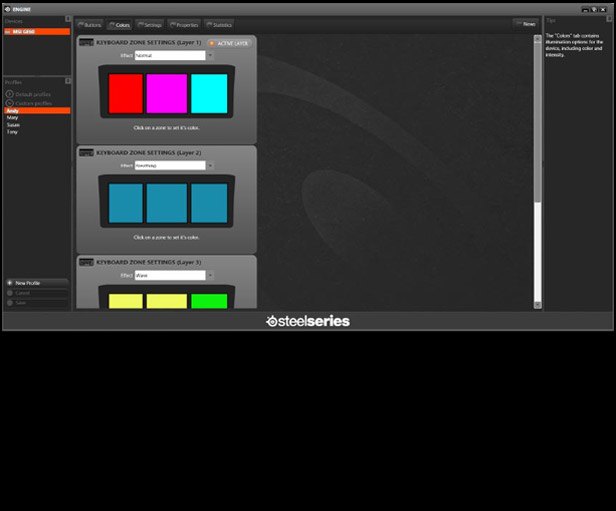 ENGINE
Devices
MSI GE60
Profiles
Default profiles
Custom profiles
Andy
Mary
Susan
Tony
New Profile
Cancel
Save
Buttons
Colors
Settings
Properties
Statistics
News
KEYBOARD ZONE SETTINGS (Layer 1)
ACTIVE LAYER
Effect Normal
Click on a zone to set it's color.
KEYBOARD ZONE SETTINGS (Layer 2)
Effect Breathing
Click on a zone to set it's color.
KEYBOARD ZONE SETTINGS (Layer 3)
Effect Wave
Tips
The "Colors" tab contains
illumination options for the
device, including color and
intensity.
steelseries